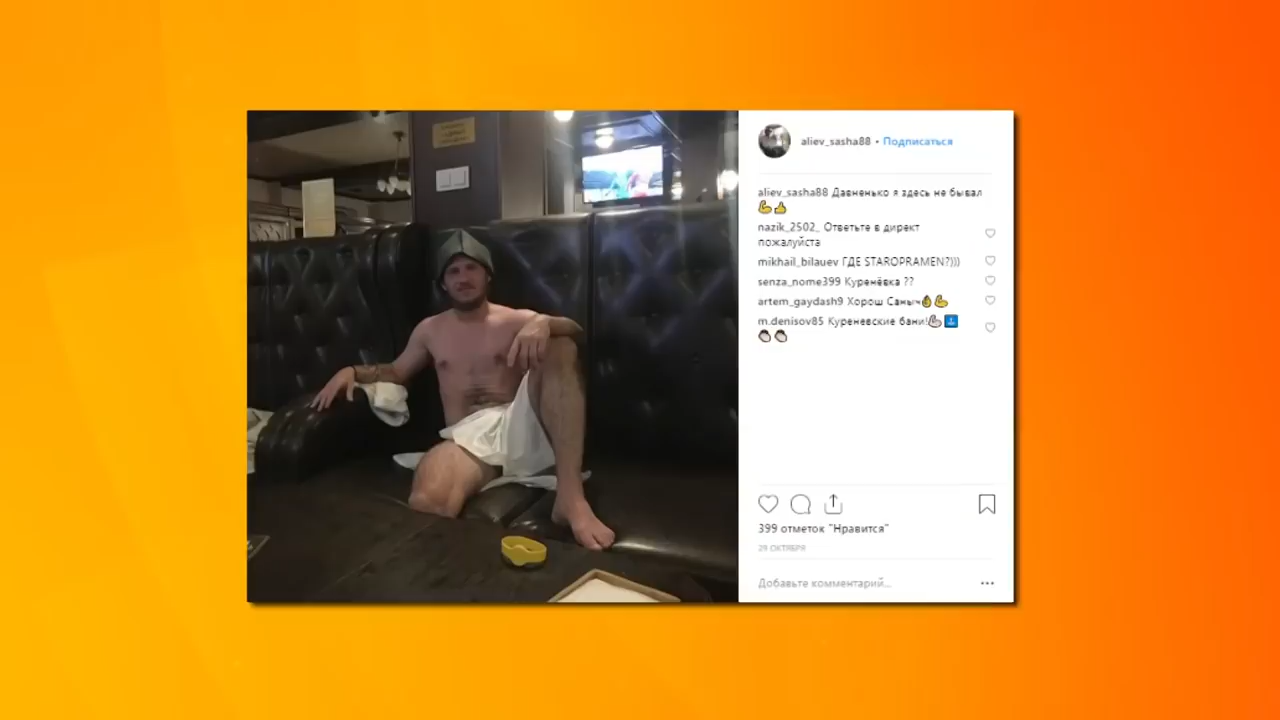 aliev_sasha88 • Подписаться
aliev_sasha88 Давненько я здесь не бывал
💪👍
nazik_2502_ Ответьте в директ
пожалуйста
mikhail_bilauev ГДЕ STAROPRAMEN?)))
senza_nome399 Куренёвка ??
artem_gaydash9 Хорош Саныч👌💪
m.denisov85 Куреневские бани!
399 отметок "Нравится"
29 ОКТЯБРЯ
Добавьте комментарий...